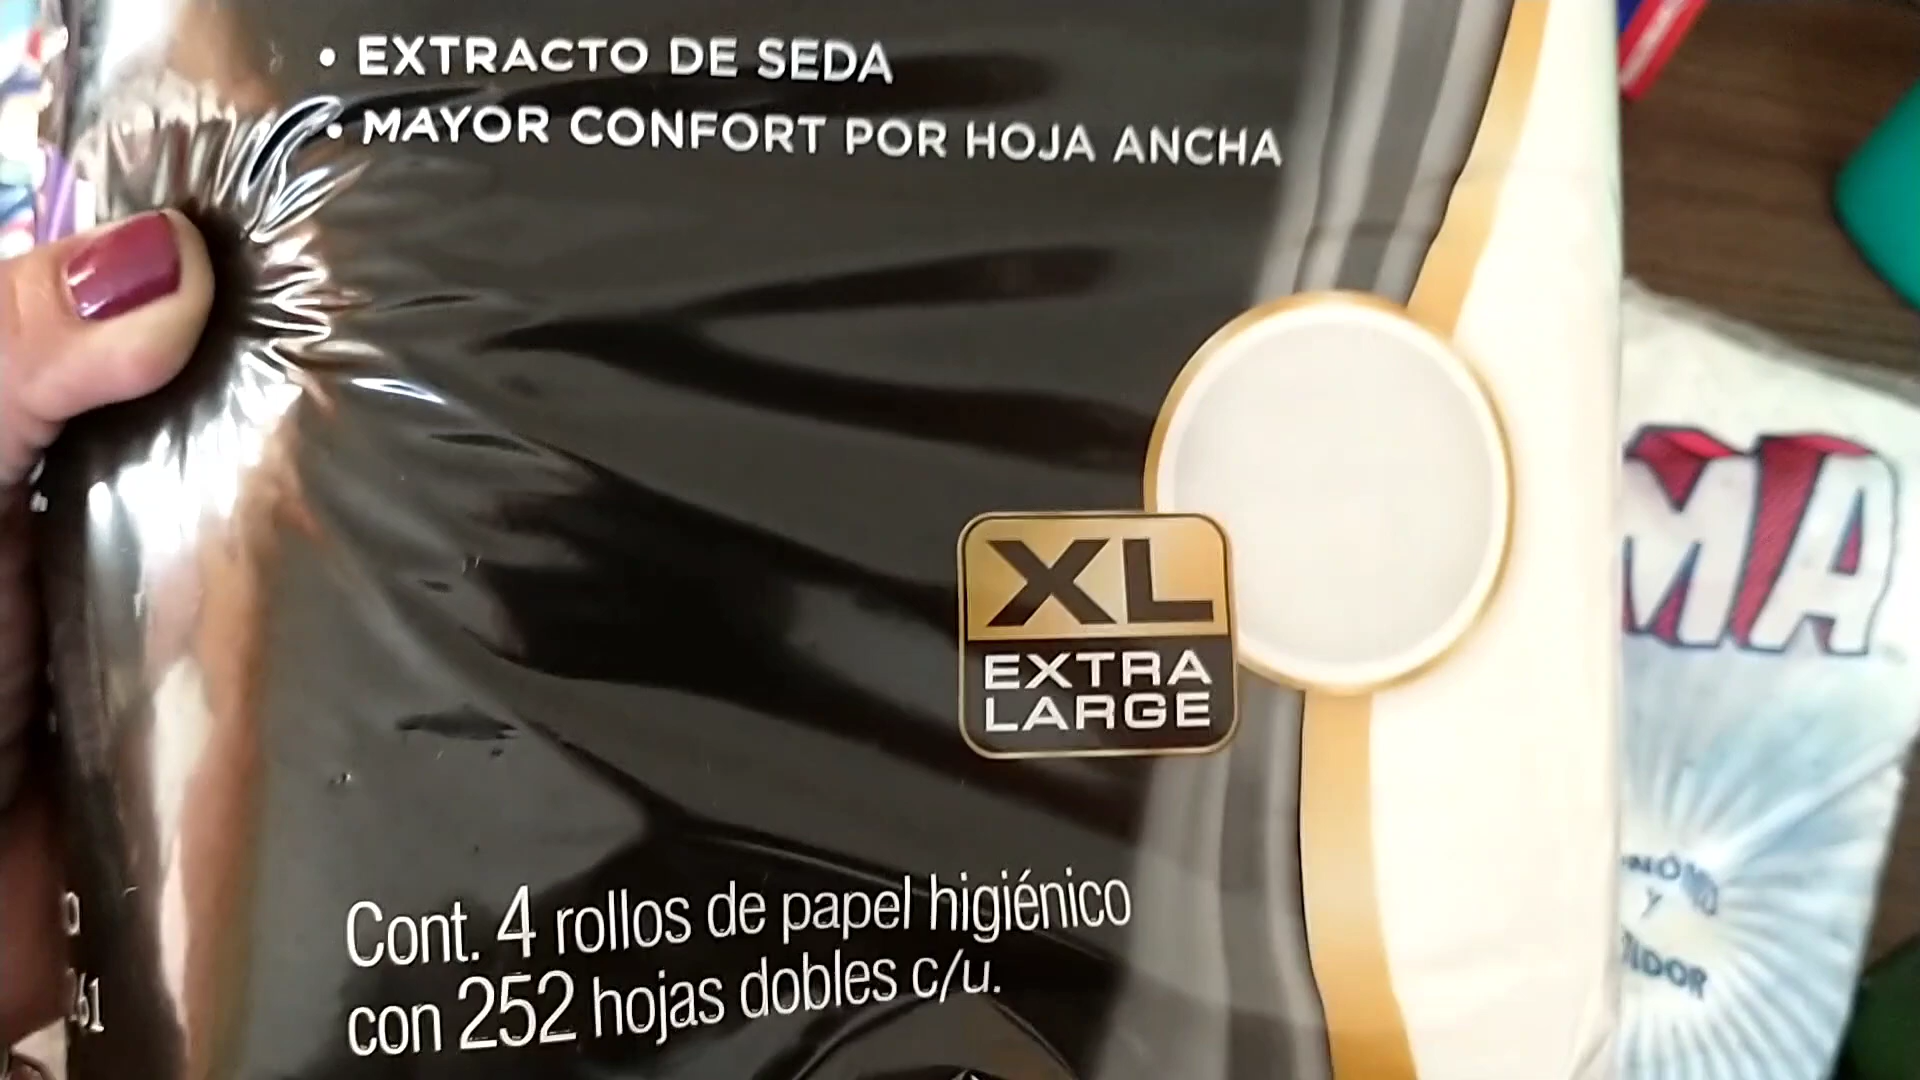 • EXTRACTO DE SEDA
• MAYOR CONFORT POR HOJA ANCHA
XL
EXTRA
LARGE
Cont. 4 rollos de papel higiénico
con 252 hojas dobles c/u.
MA
Y